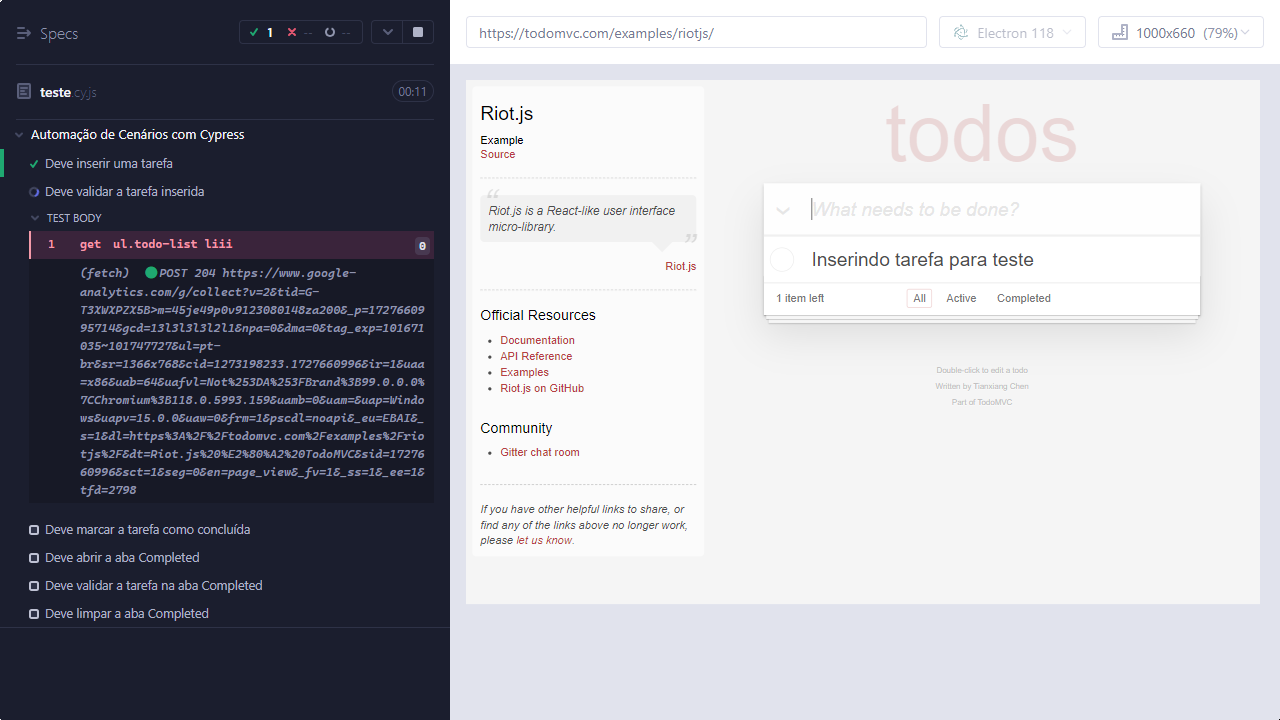 Specs
1
--
--
teste.cy.js
00:11
Automação de Cenários com Cypress
Deve inserir uma tarefa
Deve validar a tarefa inserida
TEST BODY
1 get ul.todo-list liii 0
(fetch) POST 204 https://www.google-
analytics.com/g/collect?v=2&tid=G-
T3XWXPZX5B>m=45je49p0v9123080148za200&_p=17276609
95714&gcd=13l3l3l3l2l1&npa=0&dma=0&tag_exp=101671
035~101747727&ul=pt-
br&sr=1366x768&cid=1273198233.1727660996&ir=1&uaa
=x86&uab=64&uafvl=Not%253DA%253FBrand%3B99.0.0.0%
7CChromium%3B118.0.5993.159&uamb=0&uam=&uap=Windo
ws&uapv=15.0.0&uaw=0&frm=1&pscdl=noapi&_eu=EBAI&_
s=1&dl=https%3A%2F%2Ftodomvc.com%2Fexamples%2Frio
tjs%2F&dt=Riot.js%20%E2%80%A2%20TodoMVC&sid=17276
60996&sct=1&seg=0&en=page_view&_fv=1&_ss=1&_ee=1&
tfd=2798
Deve marcar a tarefa como concluída
Deve abrir a aba Completed
Deve validar a tarefa na aba Completed
Deve limpar a aba Completed
https://todomvc.com/examples/riotjs/
Electron 118
1000x660 (79%)
Riot.js
Example
Source
“
Riot.js is a React-like user interface
micro-library.
”
Riot.js
Official Resources
• Documentation
• API Reference
• Examples
• Riot.js on GitHub
Community
• Gitter chat room
If you have other helpful links to share, or
find any of the links above no longer work,
please let us know.
todos
What needs to be done?
Inserindo tarefa para teste
1 item left All Active Completed
Double-click to edit a todo
Written by Tianxiang Chen
Part of TodoMVC